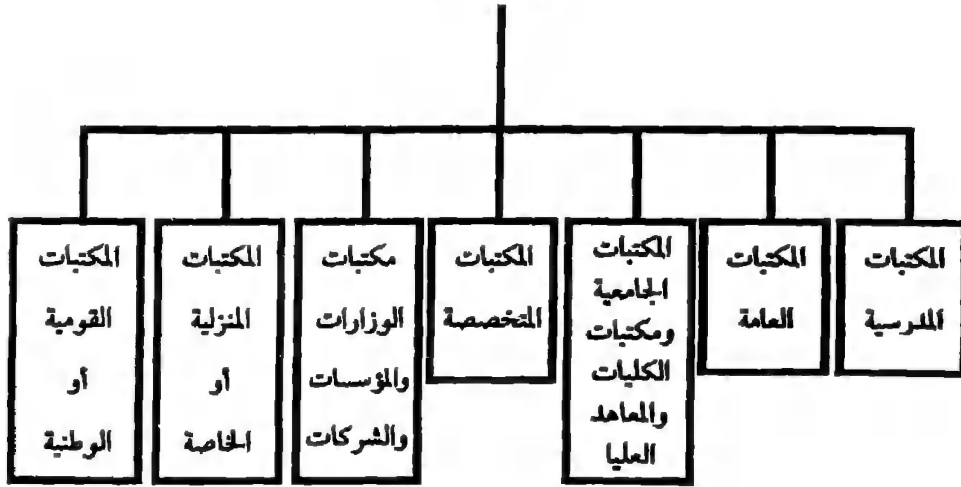 المكتبات
المدرسية
المكتبات
العامة
المكتبات
الجامعية
ومكتبات
الكليات
والمعاهد
العليا
المكتبات
المتخصصة
مكتبات
الوزارات
والمؤسسات
والشركات
المكتبات
المنزلية
أو
الخاصة
المكتبات
القومية
أو
الوطنية